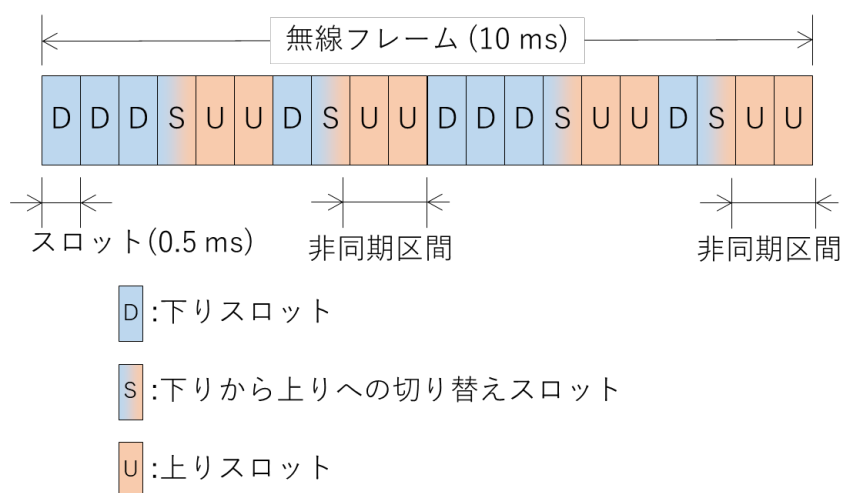 無線フレーム (10 ms)
D D D S U U D S U U D D D S U U D S U U
スロット(0.5 ms)
非同期区間
非同期区間
D :下りスロット
S :下りから上りへの切り替えスロット
U :上りスロット